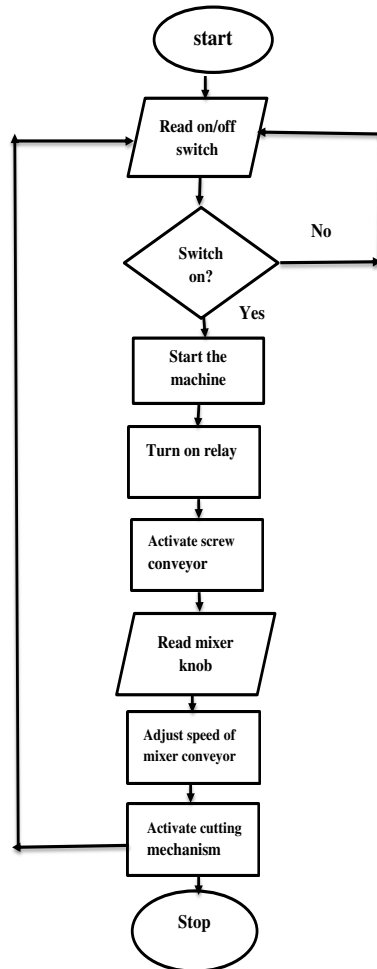 start
Read on/off
switch
Switch
on?
No
Yes
Start the
machine
Turn on relay
Activate screw
conveyor
Read mixer
knob
Adjust speed of
mixer conveyor
Activate cutting
mechanism
Stop